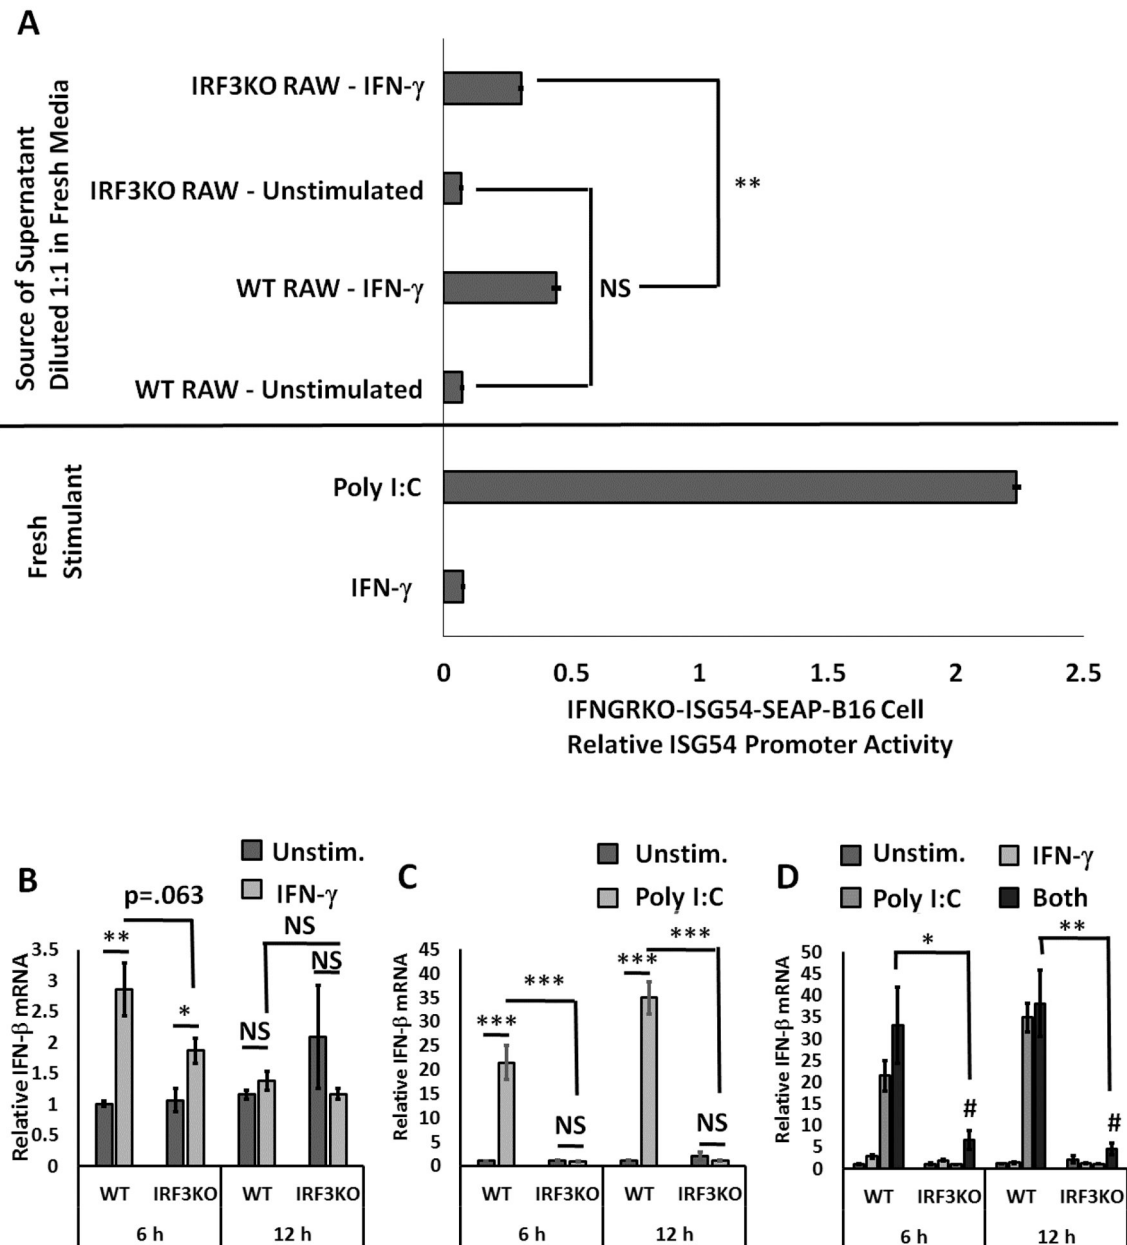 A
Source of Supernatant
Diluted 1:1 in Fresh Media
IRF3KO RAW - IFN-γ
IRF3KO RAW - Unstimulated
WT RAW - IFN-γ
WT RAW - Unstimulated
**
NS
Fresh
Stimulant
Poly I:C
IFN-γ
0 0.5 1 1.5 2 2.5
IFNGRKO-ISG54-SEAP-B16 Cell
Relative ISG54 Promoter Activity
B
Unstim.
IFN-γ
p=.063
NS
** * NS NS
Relative IFN-β mRNA
3.5
3
2.5
2
1.5
1
0.5
0
WT IRF3KO WT IRF3KO
6 h 12 h
C
Unstim.
Poly I:C
***
***
*** NS *** NS
Relative IFN-β mRNA
45
40
35
30
25
20
15
10
5
0
WT IRF3KO WT IRF3KO
6 h 12 h
D
Unstim. IFN-γ
Poly I:C Both
* **
# #
Relative IFN-β mRNA
50
45
40
35
30
25
20
15
10
5
0
WT IRF3KO WT IRF3KO
6 h 12 h